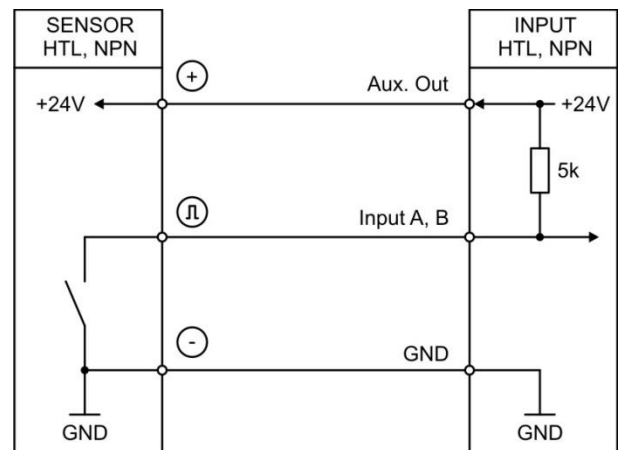 SENSOR
HTL, NPN
INPUT
HTL, NPN
+
Aux. Out
+24V
+24V
5k
Input A, B
-
GND
GND
GND